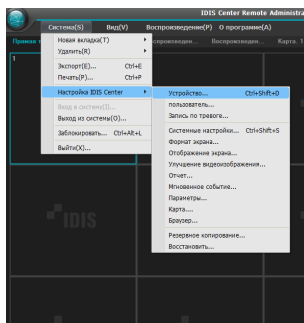 IDIS Center Remote Administra
Система(S) Вид(V) Воспроизведение(P) О программе(A)
Прямая т
роизведен... Воспроизведен... Карта. 1
1
Новая вкладка(T)
Удалить(R)
Экспорт(E)... Ctrl+E
Печать(P)... Ctrl+P
Настройка IDIS Center
Вход в систему(I)...
Выход из системы(O)...
Заблокировать... Ctrl+Alt+L
Выйти(X)...
Устройство... Ctrl+Shift+D
пользователь...
Запись по тревоге...
Системные настройки... Ctrl+Shift+S
Формат экрана...
Отображение экрана...
Улучшение видеоизображения...
Отчет...
Мгновенное событие...
Параметры...
Карта....
Браузер...
Резервное копирование...
Восстановить...
IDIS